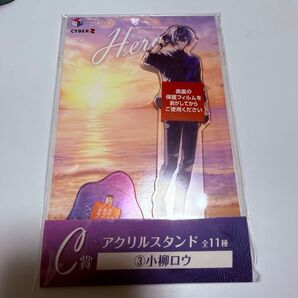 CYBER Z
Hero
表裏の
保護フィルムを
剥がしてから
ご使用ください
C賞
アクリルスタンド 全11種
③小柳ロウ